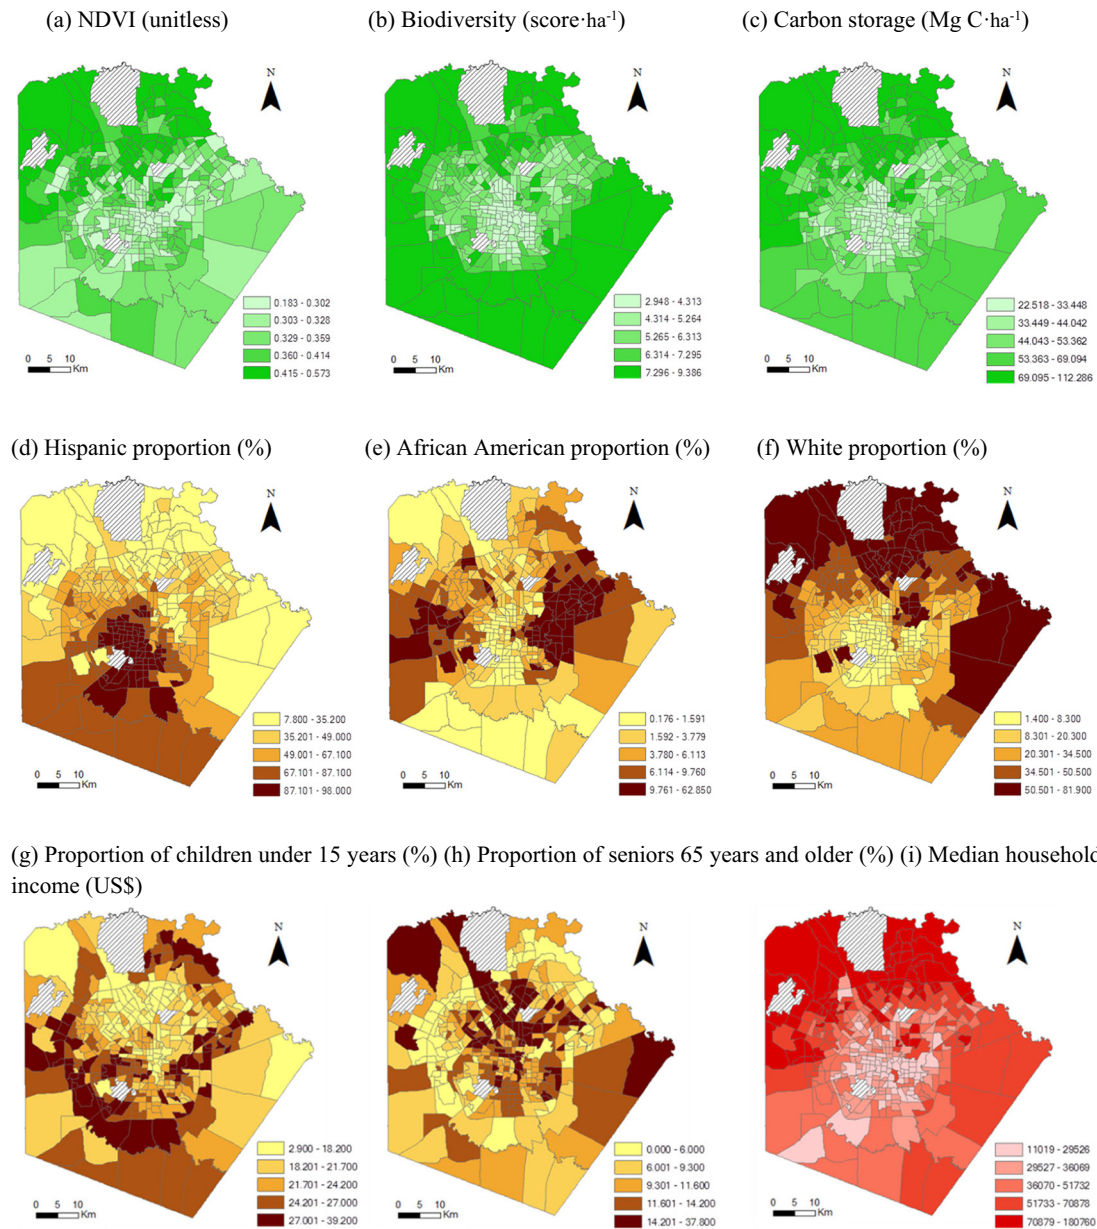 (a) NDVI (unitless) (b) Biodiversity (score·ha⁻¹) (c) Carbon storage (Mg C·ha⁻¹)
N N N
0.183 - 0.302
0.303 - 0.328
0.329 - 0.359
0.360 - 0.414
0.415 - 0.573
0 5 10
Km
2.948 - 4.313
4.314 - 5.264
5.265 - 6.313
6.314 - 7.295
7.296 - 9.386
0 5 10
Km
22.518 - 33.448
33.449 - 44.042
44.043 - 53.362
53.363 - 69.094
69.095 - 112.286
0 5 10
Km
(d) Hispanic proportion (%) (e) African American proportion (%) (f) White proportion (%)
N N N
7.800 - 35.200
35.201 - 49.000
49.001 - 67.100
67.101 - 87.100
87.101 - 98.000
0 5 10
Km
0.176 - 1.591
1.592 - 3.779
3.780 - 6.113
6.114 - 9.760
9.761 - 62.850
0 5 10
Km
1.400 - 8.300
8.301 - 20.300
20.301 - 34.500
34.501 - 50.500
50.501 - 81.900
0 5 10
Km
(g) Proportion of children under 15 years (%) (h) Proportion of seniors 65 years and older (%) (i) Median household
income (US$)
N N N
2.900 - 18.200
18.201 - 21.700
21.701 - 24.200
24.201 - 27.000
27.001 - 39.200
0 5 10
Km
0.000 - 6.000
6.001 - 9.300
9.301 - 11.600
11.601 - 14.200
14.201 - 37.800
0 5 10
Km
11019 - 29526
29527 - 36069
36070 - 51732
51733 - 70878
70879 - 130760
0 5 10
Km